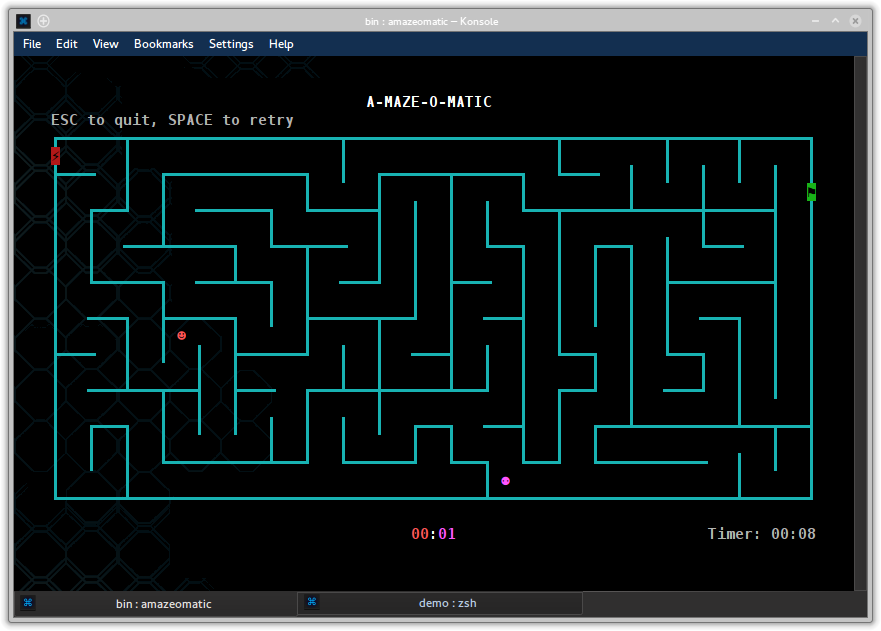 bin : amazeomatic — Konsole
File Edit View Bookmarks Settings Help
A-MAZE-O-MATIC
ESC to quit, SPACE to retry
00:01 Timer: 00:08
bin : amazeomatic demo : zsh